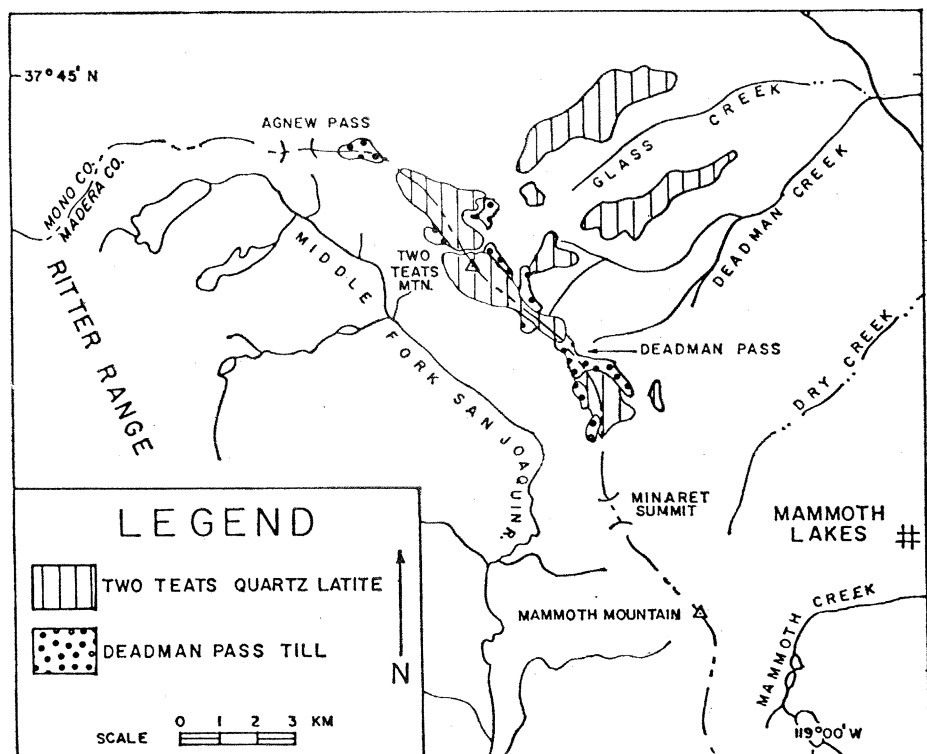 37°45' N
AGNEW PASS
MONO CO.
MADERA CO.
GLASS CREEK
DEADMAN CREEK
TWO
TEATS
MTN.
MIDDLE FORK SAN JOAQUIN R.
RITTER RANGE
DEADMAN PASS
DRY CREEK
MINARET
SUMMIT
MAMMOTH
LAKES
MAMMOTH MOUNTAIN
MAMMOTH CREEK
119°00' W
LEGEND
TWO TEATS QUARTZ LATITE
DEADMAN PASS TILL
N
0 1 2 3 KM
SCALE